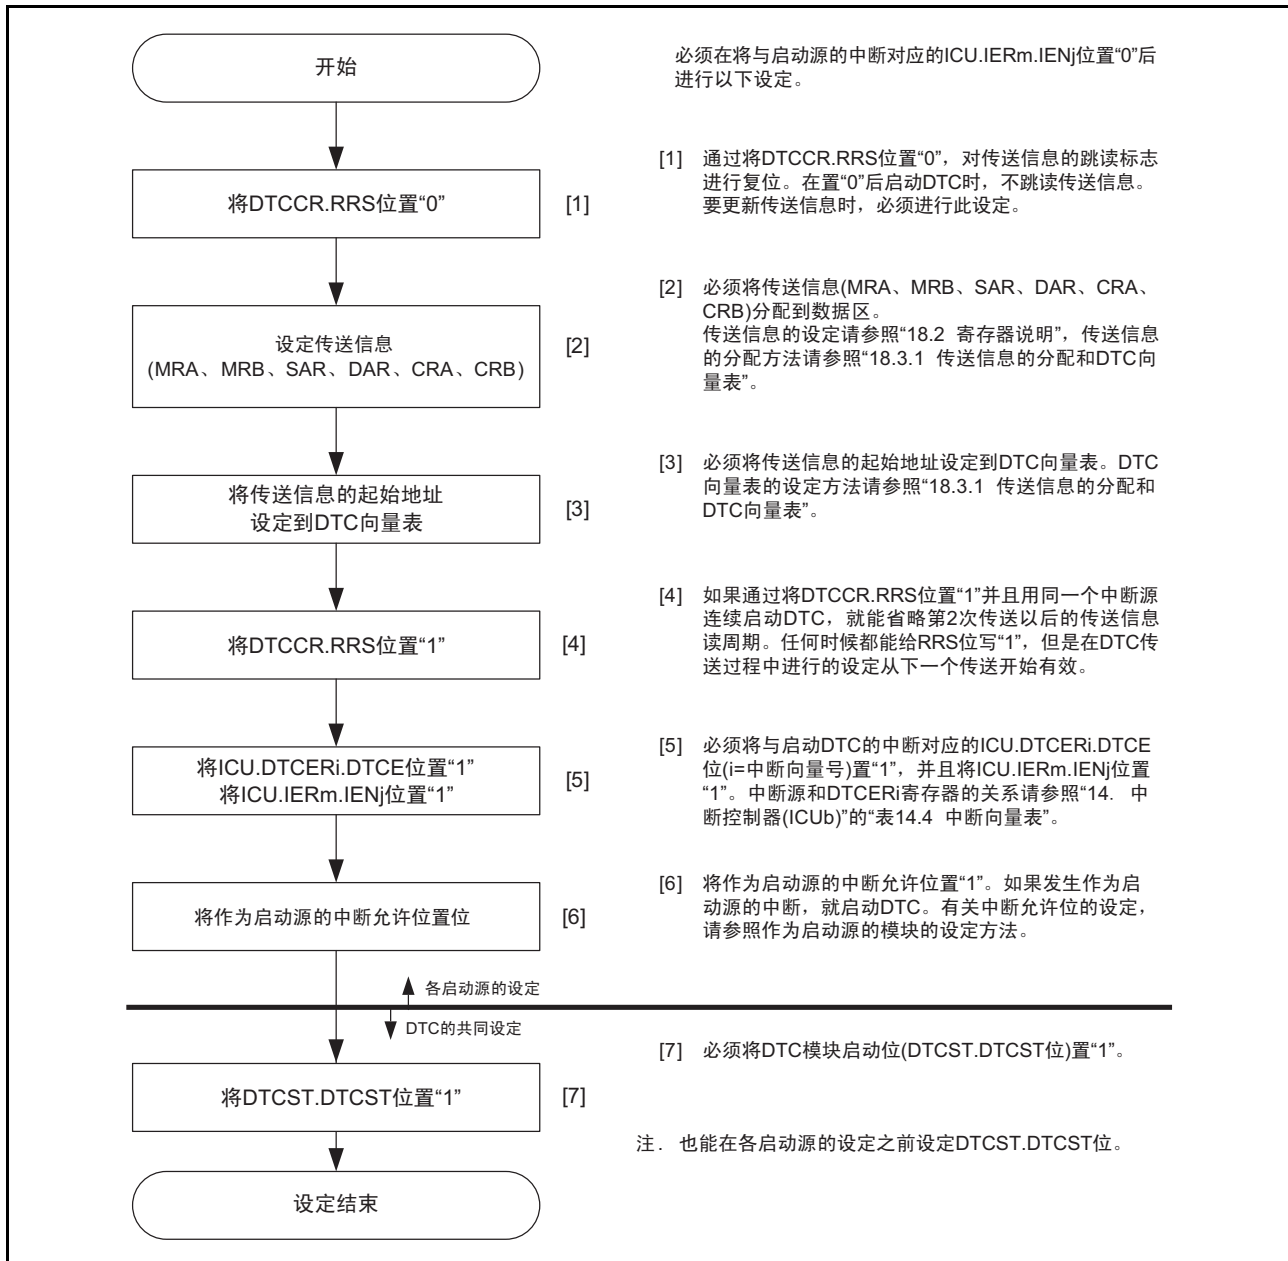 开始
必须在将与启动源的中断对应的ICU.IERm.IENj位置“0”后
进行以下设定。
将DTCCR.RRS位置“0”
[1]
[1] 通过将DTCCR.RRS位置“0”，对传送信息的跳读标志
进行复位。在置“0”后启动DTC时，不跳读传送信息。
要更新传送信息时，必须进行此设定。
设定传送信息
(MRA、MRB、SAR、DAR、CRA、CRB)
[2]
[2] 必须将传送信息(MRA、MRB、SAR、DAR、CRA、
CRB)分配到数据区。
传送信息的设定请参照“18.2 寄存器说明”，传送信息
的分配方法请参照“18.3.1 传送信息的分配和DTC向
量表”。
将传送信息的起始地址
设定到DTC向量表
[3]
[3] 必须将传送信息的起始地址设定到DTC向量表。DTC
向量表的设定方法请参照“18.3.1 传送信息的分配和
DTC向量表”。
将DTCCR.RRS位置“1”
[4]
[4] 如果通过将DTCCR.RRS位置“1”并且用同一个中断源
连续启动DTC，就能省略第2次传送以后的传送信息
读周期。任何时候都能给RRS位写“1”，但是在DTC传
送过程中进行的设定从下一个传送开始有效。
将ICU.DTCERi.DTCE位置“1”
将ICU.IERm.IENj位置“1”
[5]
[5] 必须将与启动DTC的中断对应的ICU.DTCERi.DTCE
位(i=中断向量号)置“1”，并且将ICU.IERm.IENj位置
“1”。中断源和DTCERi寄存器的关系请参照“14. 中
断控制器(ICUb)”的“表14.4 中断向量表”。
将作为启动源的中断允许位置位
[6]
[6] 将作为启动源的中断允许位置“1”。如果发生作为启
动源的中断，就启动DTC。有关中断允许位的设定，
请参照作为启动源的模块的设定方法。
各启动源的设定
DTC的共同设定
将DTCST.DTCST位置“1”
[7]
[7] 必须将DTC模块启动位(DTCST.DTCST位)置“1”。
注. 也能在各启动源的设定之前设定DTCST.DTCST位。
设定结束